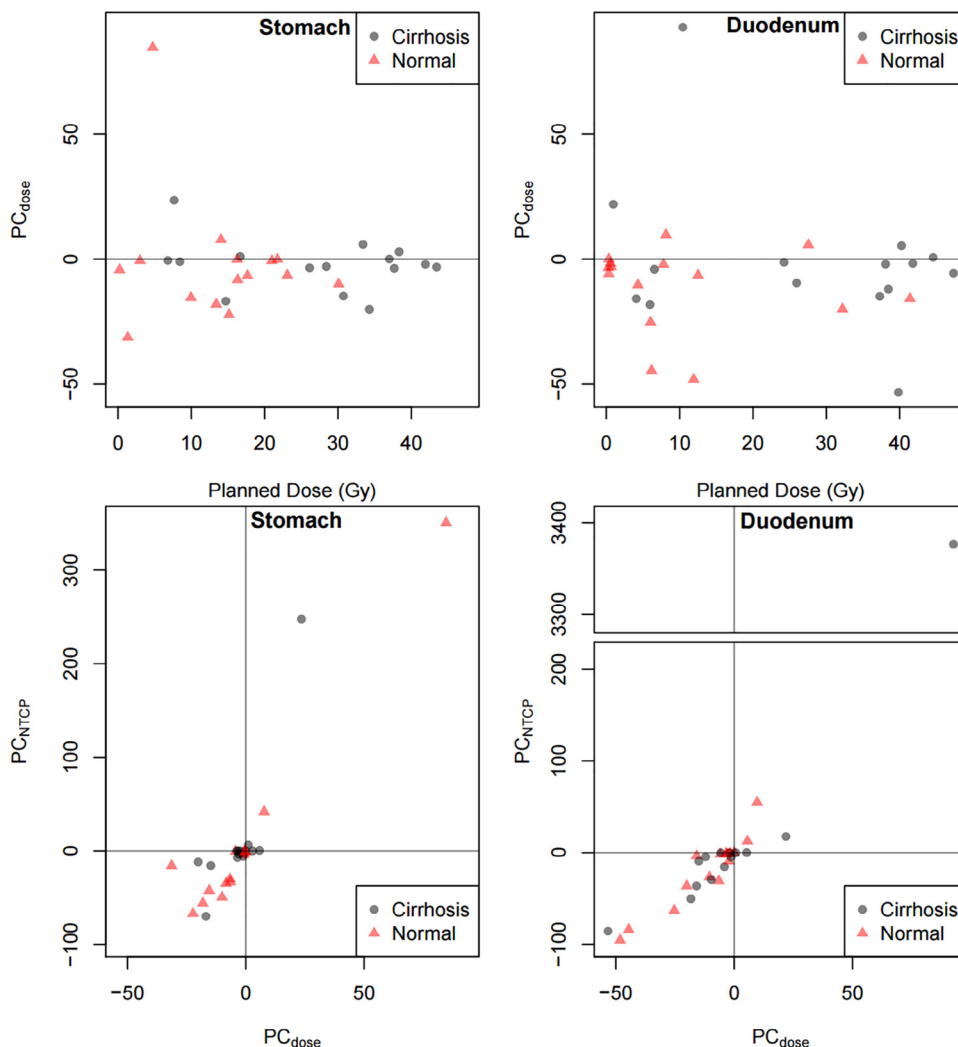 Stomach
Cirrhosis
Normal
PCdose
50
0
−50
0 10 20 30 40
Planned Dose (Gy)
Duodenum
Cirrhosis
Normal
PCdose
50
0
−50
0 10 20 30 40
Planned Dose (Gy)
Stomach
PCNTCP
300
200
100
0
−100
Cirrhosis
Normal
−50 0 50
PCdose
Duodenum
3400
3300
PCNTCP
200
100
0
−100
Cirrhosis
Normal
−50 0 50
PCdose